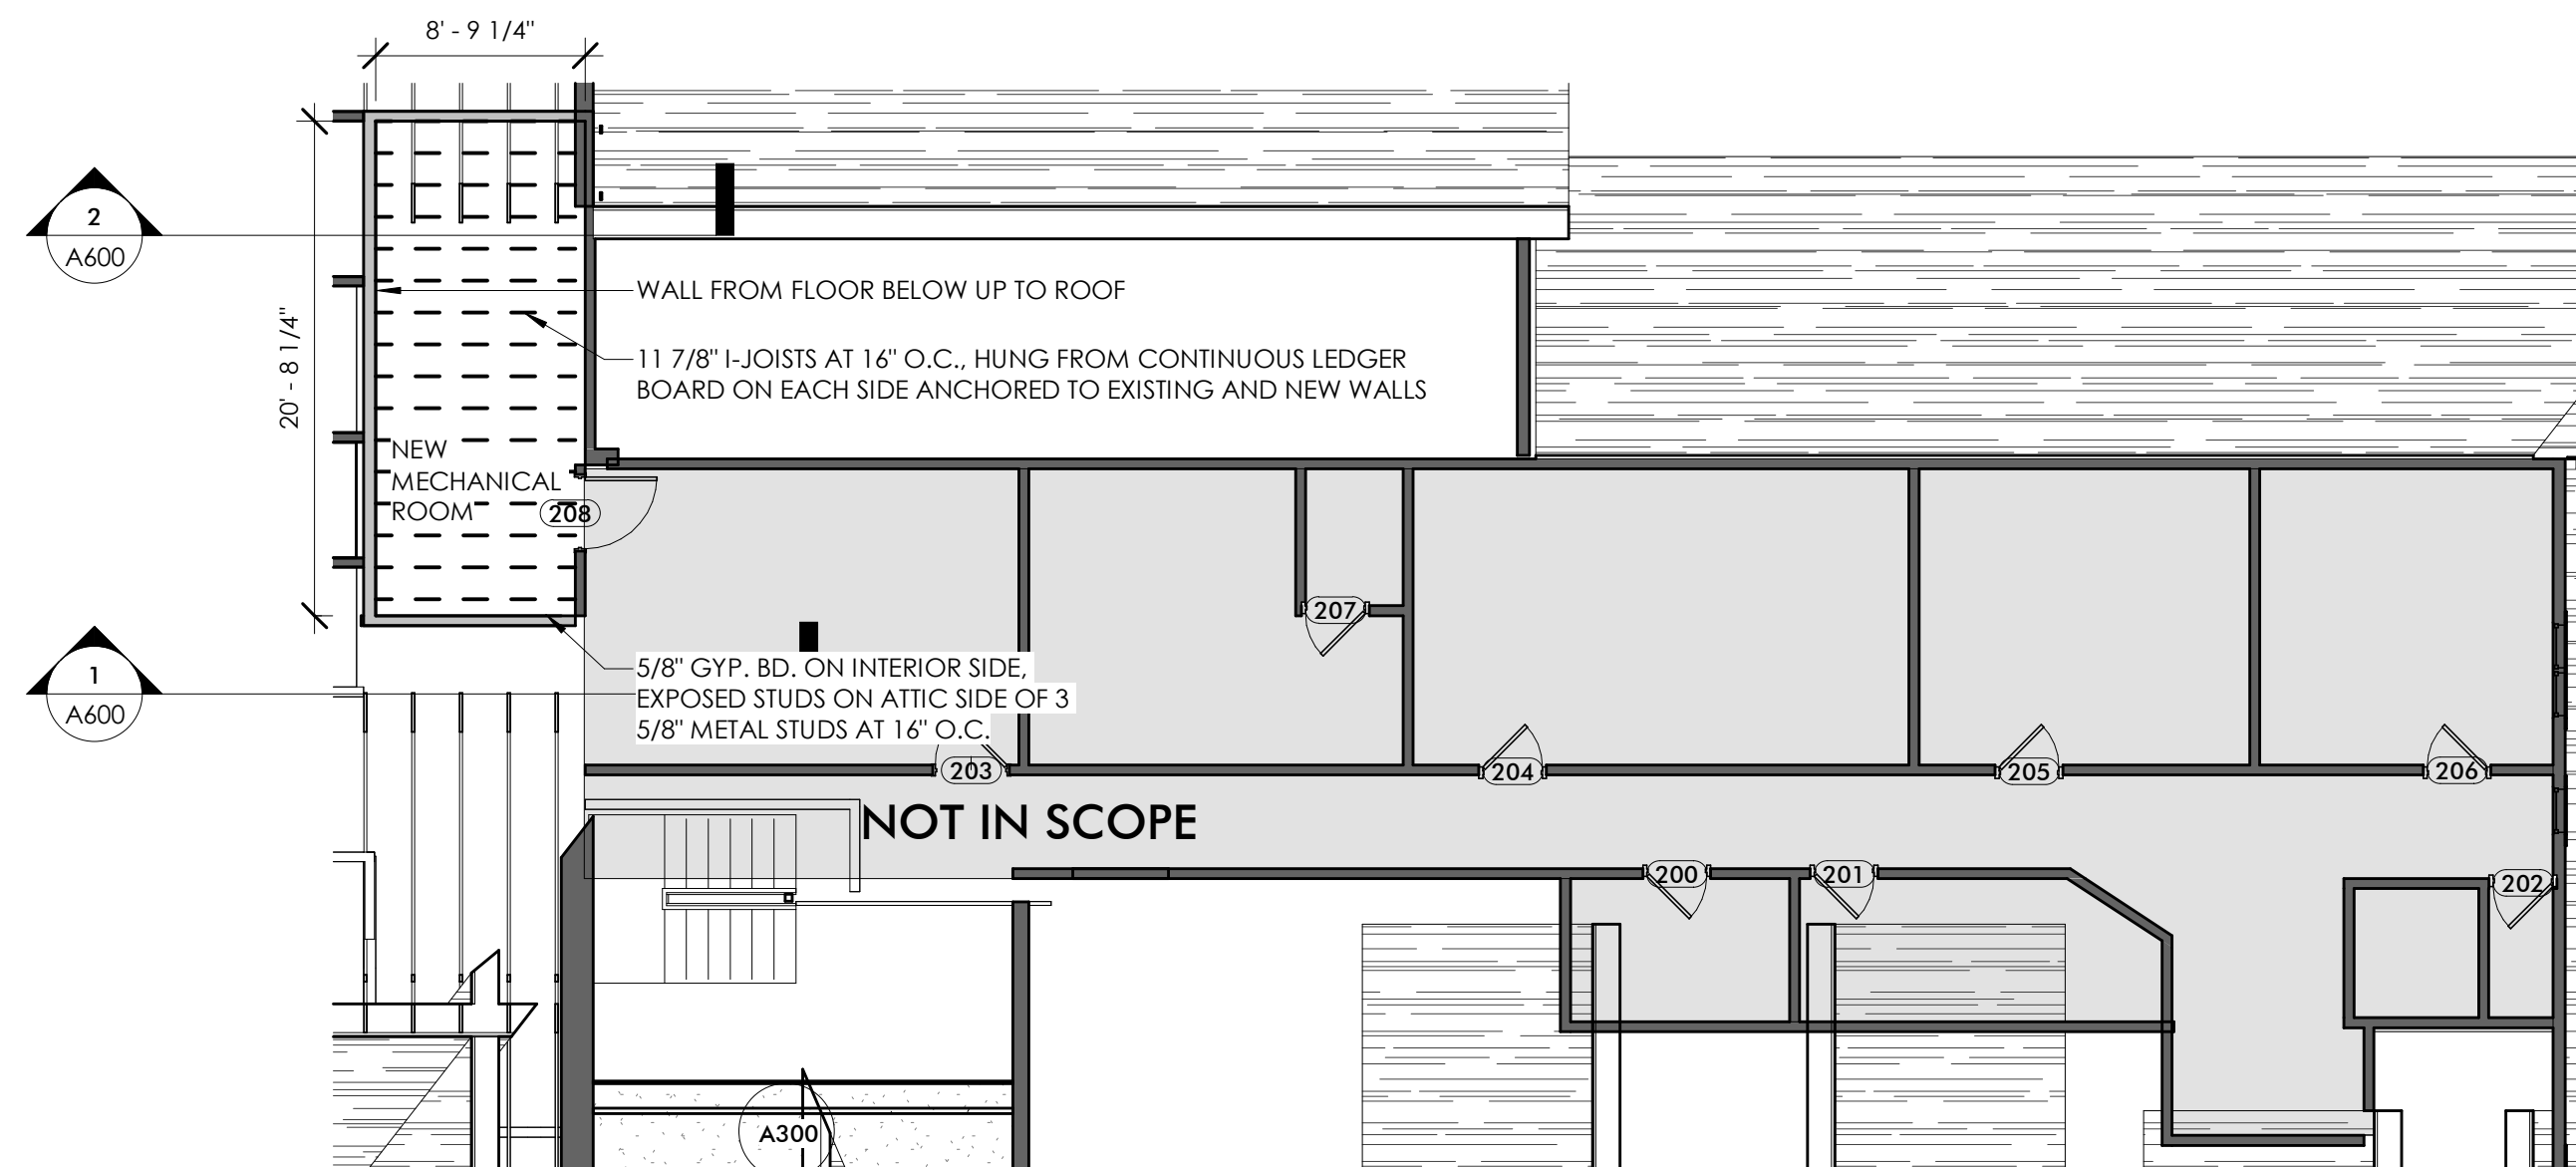 8' - 9 1/4"
2
A600
20' - 8 1/4"
WALL FROM FLOOR BELOW UP TO ROOF
11 7/8" I-JOISTS AT 16" O.C., HUNG FROM CONTINUOUS LEDGER
BOARD ON EACH SIDE ANCHORED TO EXISTING AND NEW WALLS
NEW
MECHANICAL
ROOM
208
207
1
A600
5/8" GYP. BD. ON INTERIOR SIDE,
EXPOSED STUDS ON ATTIC SIDE OF 3
5/8" METAL STUDS AT 16" O.C.
203
204
205
206
NOT IN SCOPE
200
201
202
A300